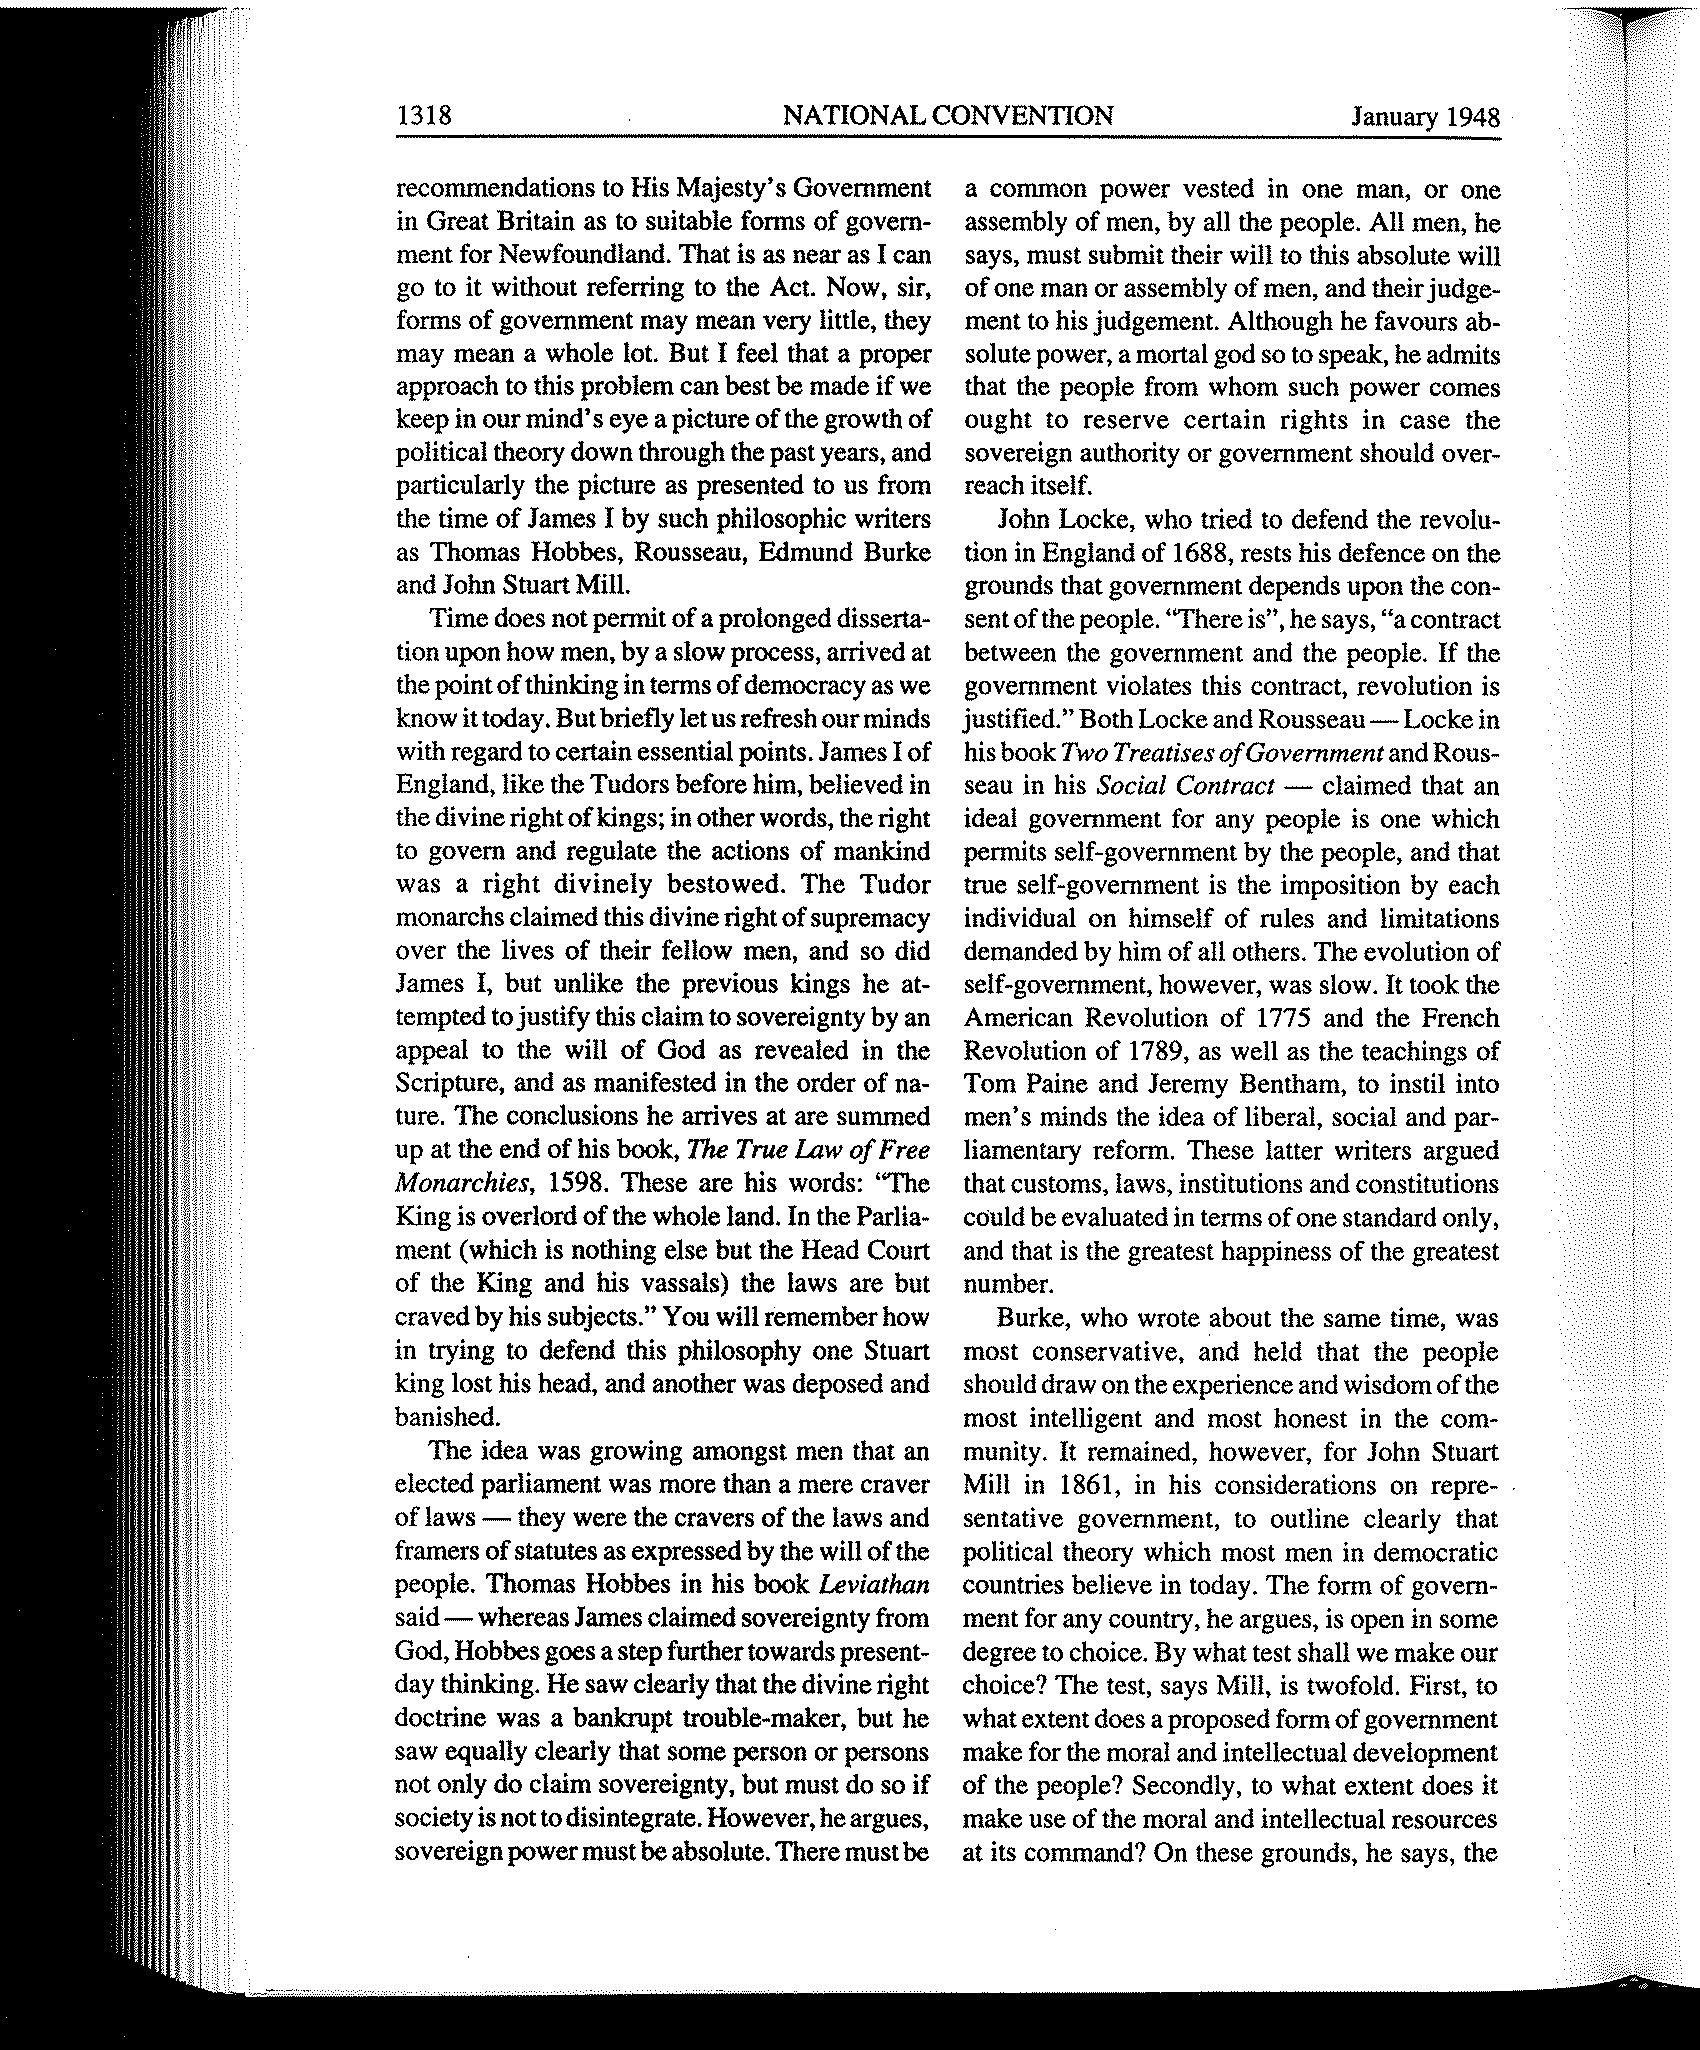 1318 NATIONAL CONVENTION January 1948
recommendations to His Majesty's Government
in Great Britain as to suitable forms of govern-
ment for Newfoundland. That is as near as I can
go to it without referring to the Act. Now, sir,
forms of government may mean very little, they
may mean a whole lot. But I feel that a proper
approach to this problem can best be made if we
keep in our mind's eye a picture of the growth of
political theory down through the past years, and
particularly the picture as presented to us from
the time of James I by such philosophic writers
as Thomas Hobbes, Rousseau, Edmund Burke
and John Stuart Mill.
Time does not permit of a prolonged disserta-
tion upon how men, by a slow process, arrived at
the point of thinking in terms of democracy as we
know it today. But briefly let us refresh our minds
with regard to certain essential points. James I of
England, like the Tudors before him, believed in
the divine right of kings; in other words, the right
to govern and regulate the actions of mankind
was a right divinely bestowed. The Tudor
monarchs claimed this divine right of supremacy
over the lives of their fellow men, and so did
James I, but unlike the previous kings he at-
tempted to justify this claim to sovereignty by an
appeal to the will of God as revealed in the
Scripture, and as manifested in the order of na-
ture. The conclusions he arrives at are summed
up at the end of his book, The True Law of Free
Monarchies, 1598. These are his words: “The
King is overlord of the whole land. In the Parlia-
ment (which is nothing else but the Head Court
of the King and his vassals) the laws are but
craved by his subjects.” You will remember how
in trying to defend this philosophy one Stuart
king lost his head, and another was deposed and
banished.
The idea was growing amongst men that an
elected parliament was more than a mere craver
of laws — they were the cravers of the laws and
framers of statutes as expressed by the will of the
people. Thomas Hobbes in his book Leviathan
said — whereas James claimed sovereignty from
God, Hobbes goes a step further towards present-
day thinking. He saw clearly that the divine right
doctrine was a bankrupt trouble-maker, but he
saw equally clearly that some person or persons
not only do claim sovereignty, but must do so if
society is not to disintegrate. However, he argues,
sovereign power must be absolute. There must be
a common power vested in one man, or one
assembly of men, by all the people. All men, he
says, must submit their will to this absolute will
of one man or assembly of men, and their judge-
ment to his judgement. Although he favours ab-
solute power, a mortal god so to speak, he admits
that the people from whom such power comes
ought to reserve certain rights in case the
sovereign authority or government should over-
reach itself.
John Locke, who tried to defend the revolu-
tion in England of 1688, rests his defence on the
grounds that government depends upon the con-
sent of the people. “There is”, he says, “a contract
between the government and the people. If the
government violates this contract, revolution is
justified.” Both Locke and Rousseau — Locke in
his book Two Treatises of Government and Rous-
seau in his Social Contract — claimed that an
ideal government for any people is one which
permits self-government by the people, and that
true self-government is the imposition by each
individual on himself of rules and limitations
demanded by him of all others. The evolution of
self-government, however, was slow. It took the
American Revolution of 1775 and the French
Revolution of 1789, as well as the teachings of
Tom Paine and Jeremy Bentham, to instil into
men's minds the idea of liberal, social and par-
liamentary reform. These latter writers argued
that customs, laws, institutions and constitutions
could be evaluated in terms of one standard only,
and that is the greatest happiness of the greatest
number.
Burke, who wrote about the same time, was
most conservative, and held that the people
should draw on the experience and wisdom of the
most intelligent and most honest in the com-
munity. It remained, however, for John Stuart
Mill in 1861, in his considerations on repre-
sentative government, to outline clearly that
political theory which most men in democratic
countries believe in today. The form of govern-
ment for any country, he argues, is open in some
degree to choice. By what test shall we make our
choice? The test, says Mill, is twofold. First, to
what extent does a proposed form of government
make for the moral and intellectual development
of the people? Secondly, to what extent does it
make use of the moral and intellectual resources
at its command? On these grounds, he says, the